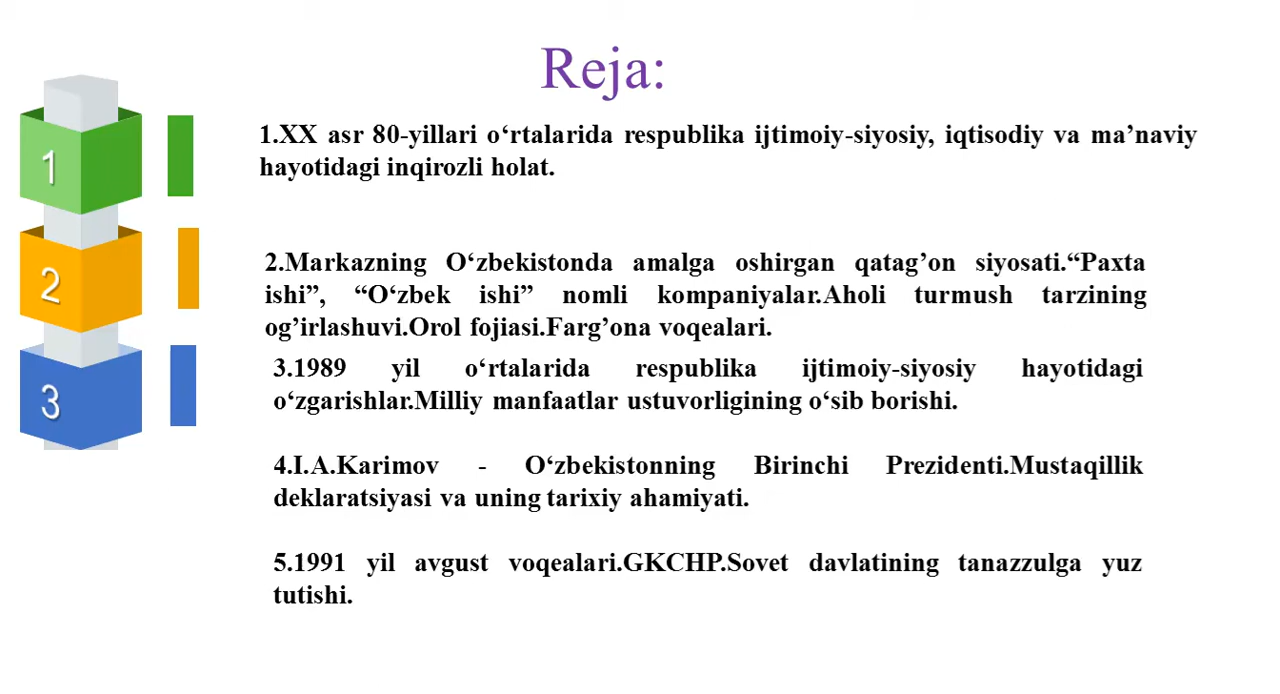 Reja:
1
1.XX asr 80-yillari o‘rtalarida respublika ijtimoiy-siyosiy, iqtisodiy va ma’naviy
hayotidagi inqirozli holat.
2
2.Markazning O‘zbekistonda amalga oshirgan qatag’on siyosati.“Paxta
ishi”, “O‘zbek ishi” nomli kompaniyalar.Aholi turmush tarzining
og’irlashuvi.Orol fojiasi.Farg’ona voqealari.
3
3.1989 yil o‘rtalarida respublika ijtimoiy-siyosiy hayotidagi
o‘zgarishlar.Milliy manfaatlar ustuvorligining o‘sib borishi.
4.I.A.Karimov - O‘zbekistonning Birinchi Prezidenti.Mustaqillik
deklaratsiyasi va uning tarixiy ahamiyati.
5.1991 yil avgust voqealari.GKCHP.Sovet davlatining tanazzulga yuz
tutishi.